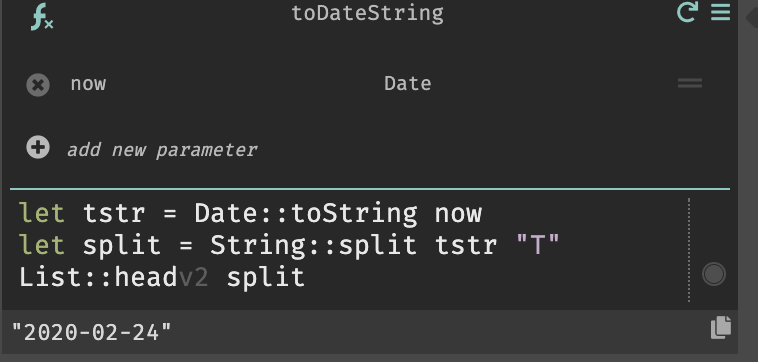 fx
toDateString
now Date
add new parameter
let tstr = Date::toString now
let split = String::split tstr "T"
List::headv2 split
"2020-02-24"